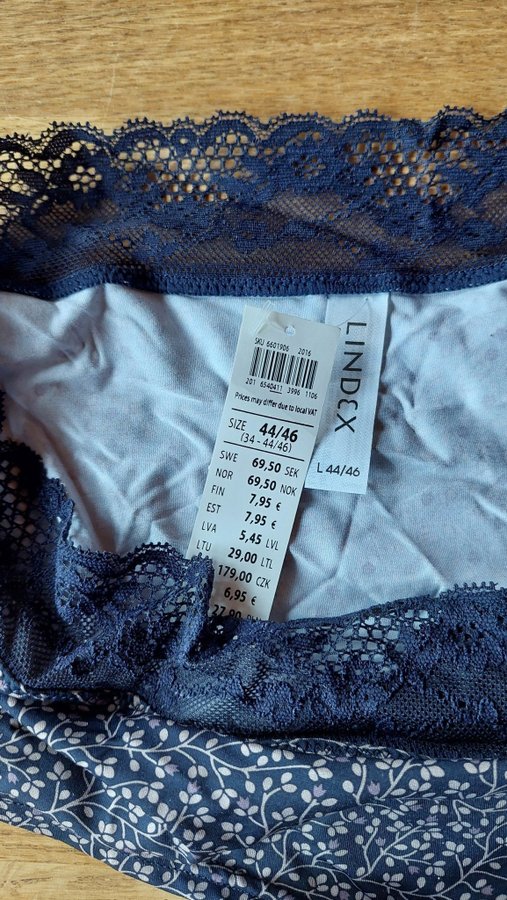 SKU 6601906 2016
201 6540411 3996 1106
Prices may differ due to local VAT
SIZE 44/46
(34 - 44/46)
SWE 69,50 SEK
NOR 69,50 NOK
FIN 7,95 €
EST 7,95 €
LVA 5,45 LVL
LTU 29,00 LTL
179,00 CZK
6,95 €
27,90
LINDEX
L 44/46